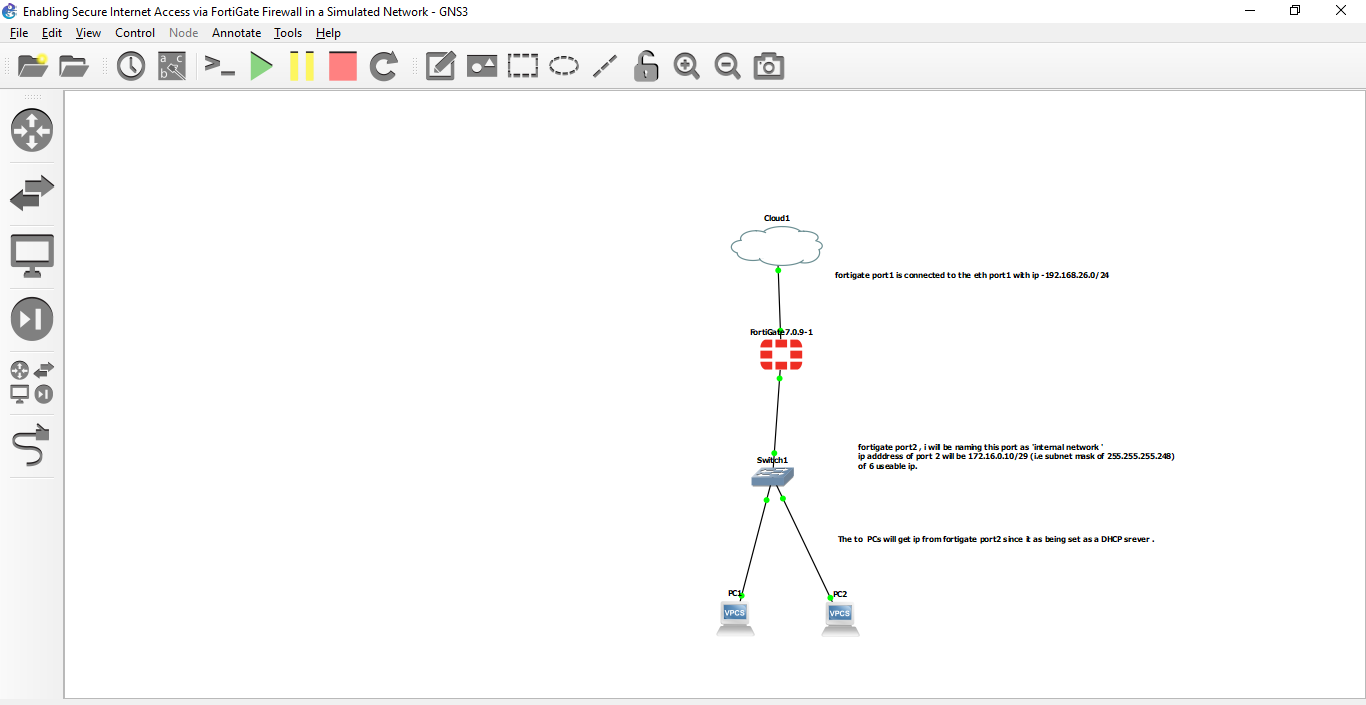 Enabling Secure Internet Access via FortiGate Firewall in a Simulated Network - GNS3
File Edit View Control Node Annotate Tools Help
Cloud1
fortigate port1 is connected to the eth port1 with ip -192.168.26.0/24
FortiGate7.0.9-1
fortigate port2 , i will be naming this port as 'internal network '
ip adddress of port 2 will be 172.16.0.10/29 (i.e subnet mask of 255.255.255.248)
of 6 useable ip.
Switch1
The to PCs will get ip from fortigate port2 since it as being set as a DHCP srever .
PC1
PC2
VPCS
VPCS